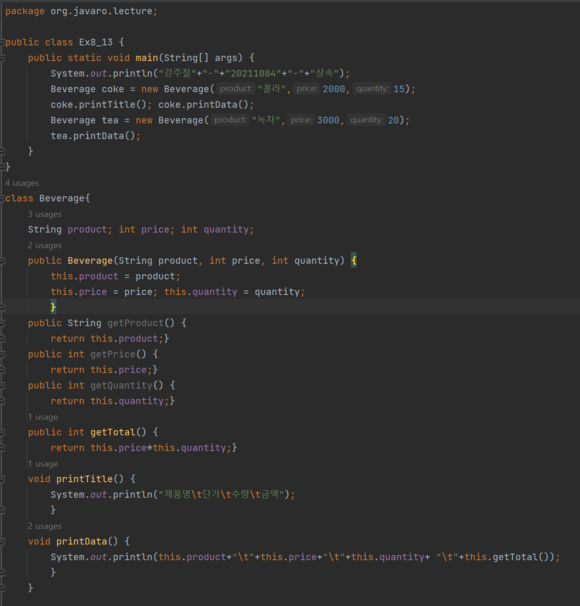 package org.javaro.lecture;
public class Ex8_13 {
public static void main(String[] args) {
System.out.println("강주철"+"-"+"20211084"+"-"+"상속");
Beverage coke = new Beverage( product: "콜라", price: 2000, quantity: 15);
coke.printTitle(); coke.printData();
Beverage tea = new Beverage( product: "녹차", price: 3000, quantity: 20);
tea.printData();
}
}
4 usages
class Beverage{
3 usages
String product; int price; int quantity;
2 usages
public Beverage(String product, int price, int quantity) {
this.product = product;
this.price = price; this.quantity = quantity;
}
public String getProduct() {
return this.product;}
public int getPrice() {
return this.price;}
public int getQuantity() {
return this.quantity;}
1 usage
public int getTotal() {
return this.price*this.quantity;}
1 usage
void printTitle() {
System.out.println("제품명\t단가\t수량\t금액");
}
2 usages
void printData() {
System.out.println(this.product+"\t"+this.price+"\t"+this.quantity+ "\t"+this.getTotal());
}
}